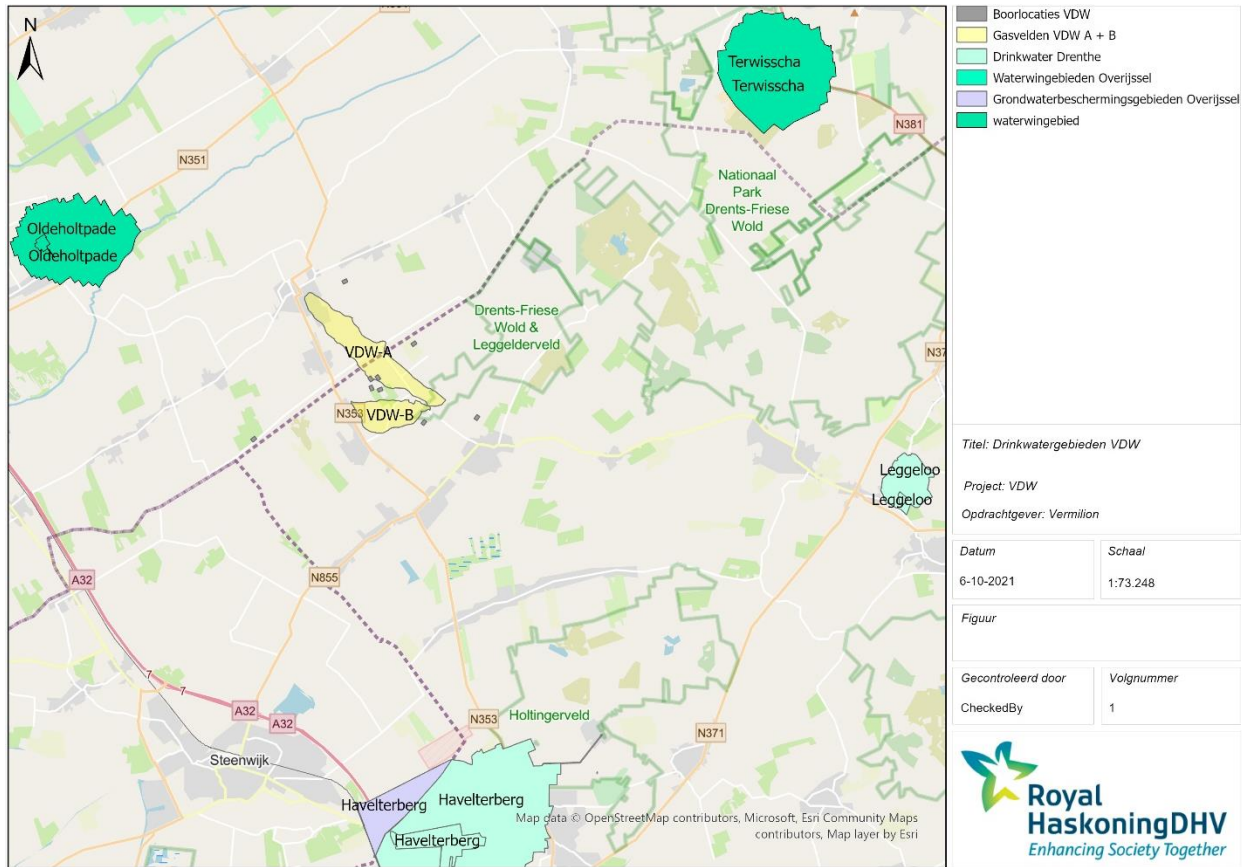 N
Terwisscha
Terwisscha
N381
N351
Nationaal
Park
Drents-Friese
Wold
Oldeholtpade
Oldeholtpade
Drents-Friese
Wold &
Leggelderveld
VDW-A
N37
N353
VDW-B
Leggeloo
Leggeloo
A32
N855
7
7
A32
A32
N353
Holtingerveld
N371
Steenwijk
Havelterberg
Havelterberg
Havelterberg
Map data © OpenStreetMap contributors, Microsoft, Esri Community Maps
contributors, Map layer by Esri
Boorlocaties VDW
Gasvelden VDW A + B
Drinkwater Drenthe
Waterwingebieden Overijssel
Grondwaterbeschermingsgebieden Overijssel
waterwingebied
Titel: Drinkwatergebieden VDW
Project: VDW
Opdrachtgever: Vermilion
Datum
6-10-2021
Schaal
1:73.248
Figuur
Gecontroleerd door
CheckedBy
Volgnummer
1
Royal
HaskoningDHV
Enhancing Society Together